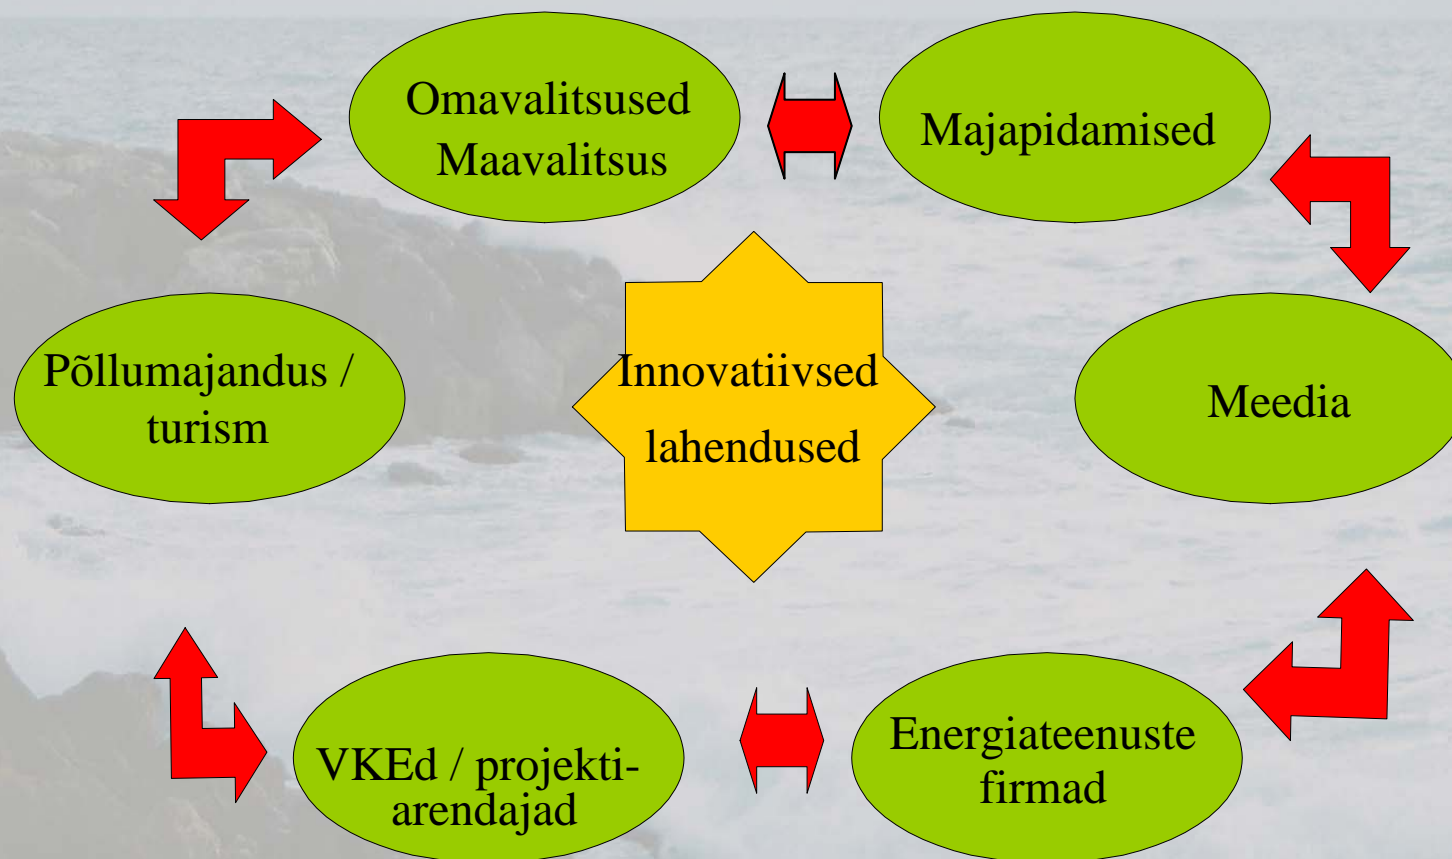 Omavalitsused
Maavalitsus
Majapidamised
Põllumajandus /
turism
Innovatiivsed
lahendused
Meedia
VKEd / projekti-
arendajad
Energiateenuste
firmad